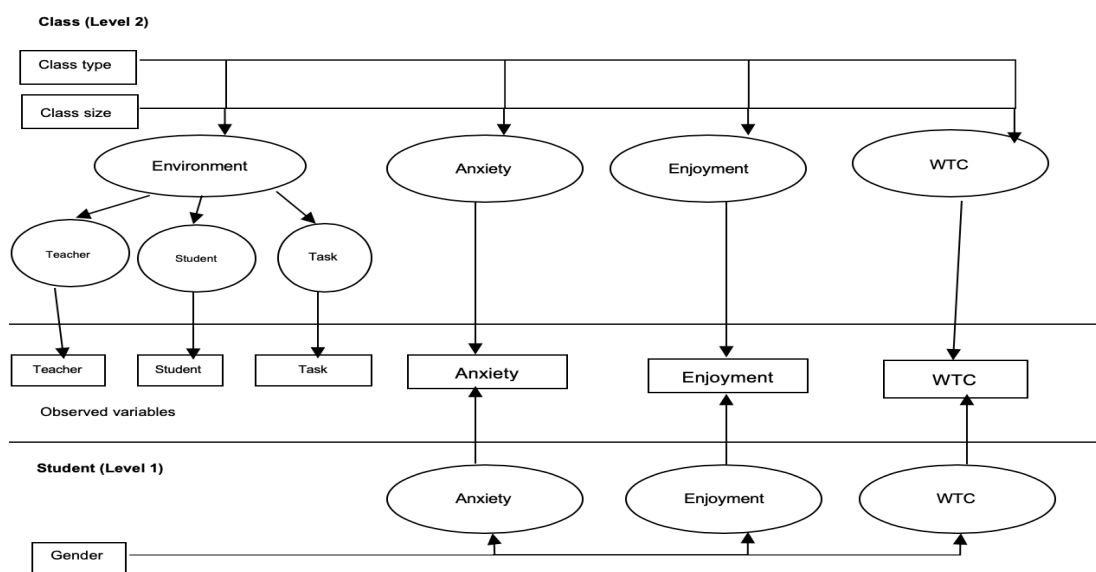 Class (Level 2)
Class type
Class size
Environment
Anxiety
Enjoyment
WTC
Teacher
Student
Task
Teacher
Student
Task
Anxiety
Enjoyment
WTC
Observed variables
Student (Level 1)
Anxiety
Enjoyment
WTC
Gender